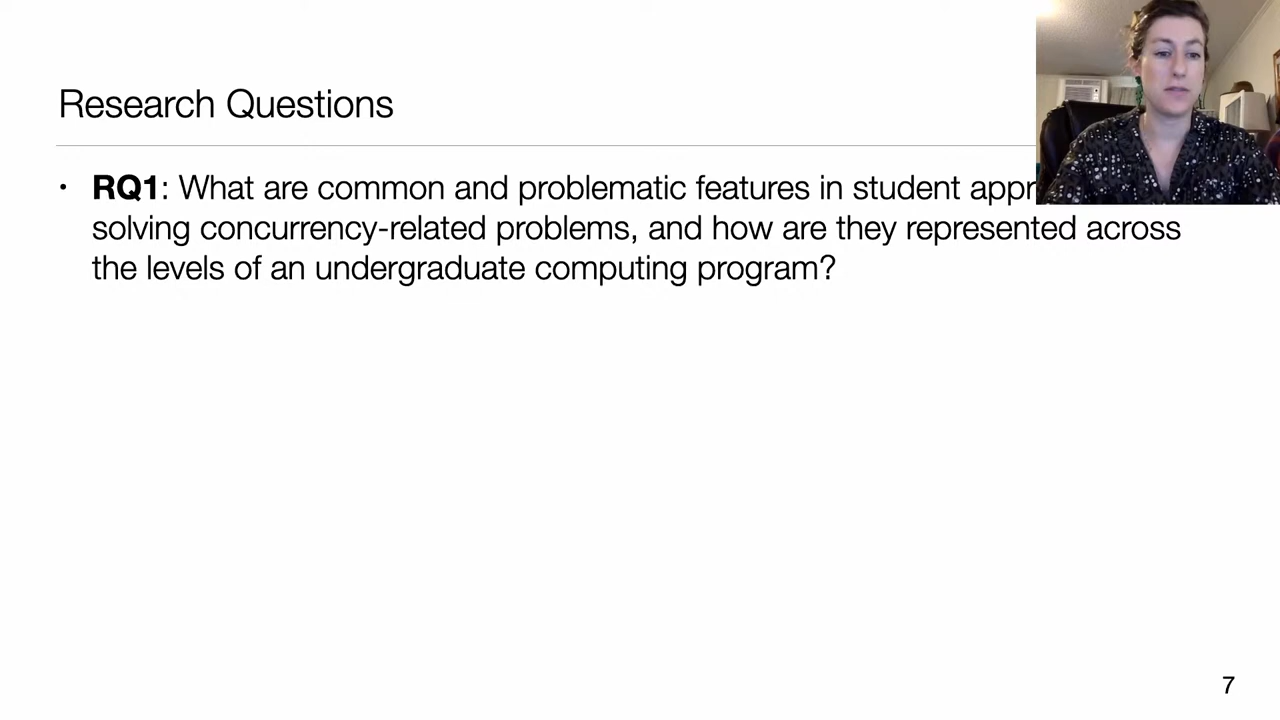 Research Questions
• RQ1: What are common and problematic features in student
solving concurrency-related problems, and how are they represented across
the levels of an undergraduate computing program?
7